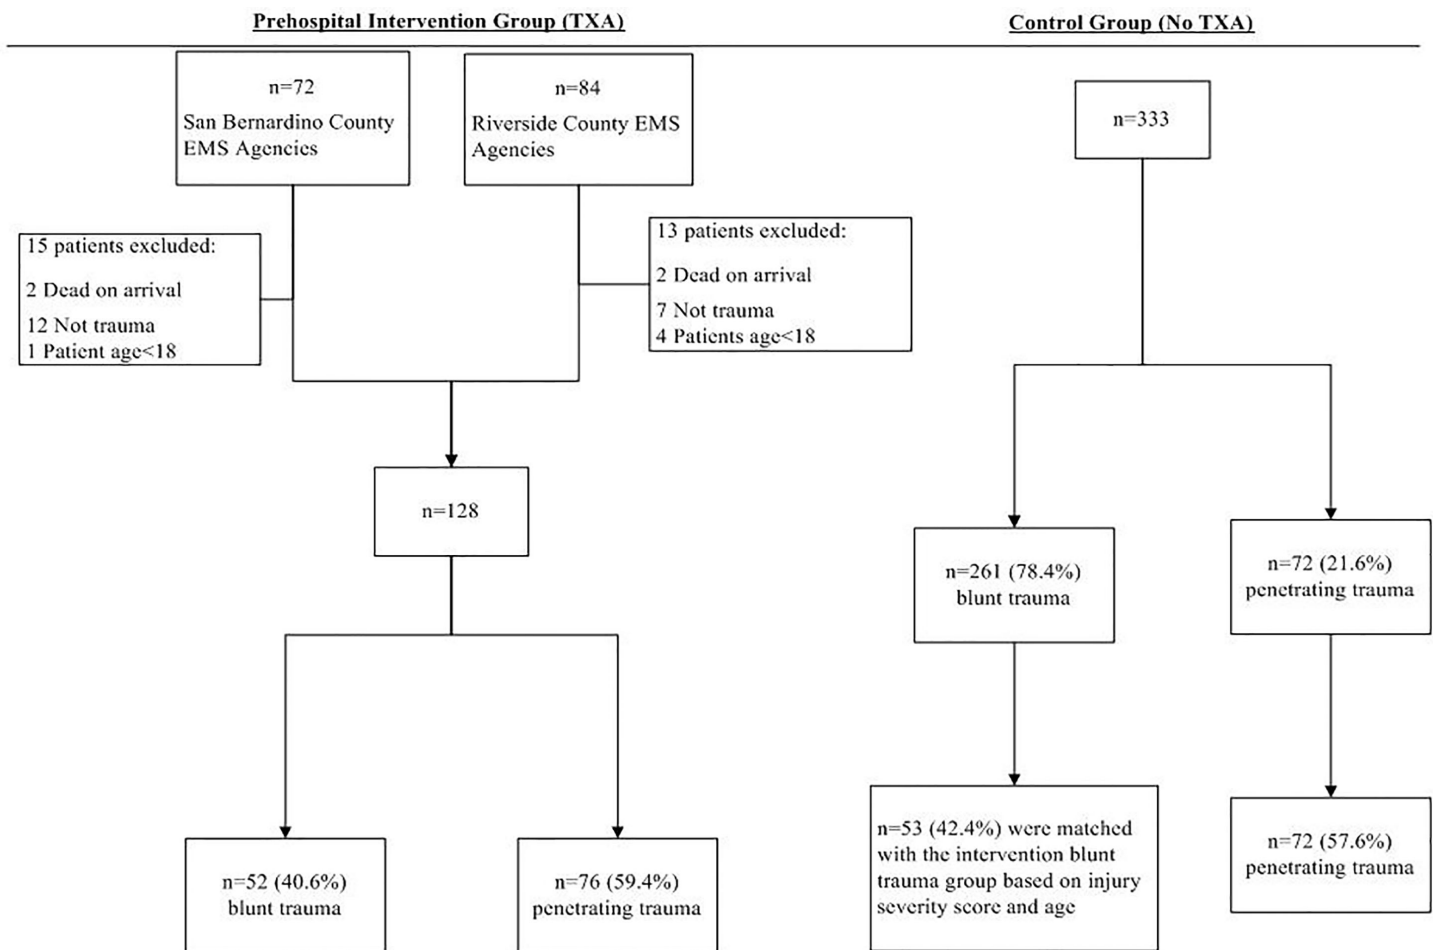 Prehospital Intervention Group (TXA)
Control Group (No TXA)
n=72
San Bernardino County
EMS Agencies
n=84
Riverside County EMS
Agencies
n=333
15 patients excluded:
2 Dead on arrival
12 Not trauma
1 Patient age<18
13 patients excluded:
2 Dead on arrival
7 Not trauma
4 Patients age<18
n=128
n=261 (78.4%)
blunt trauma
n=72 (21.6%)
penetrating trauma
n=52 (40.6%)
blunt trauma
n=76 (59.4%)
penetrating trauma
n=53 (42.4%) were matched
with the intervention blunt
trauma group based on injury
severity score and age
n=72 (57.6%)
penetrating trauma